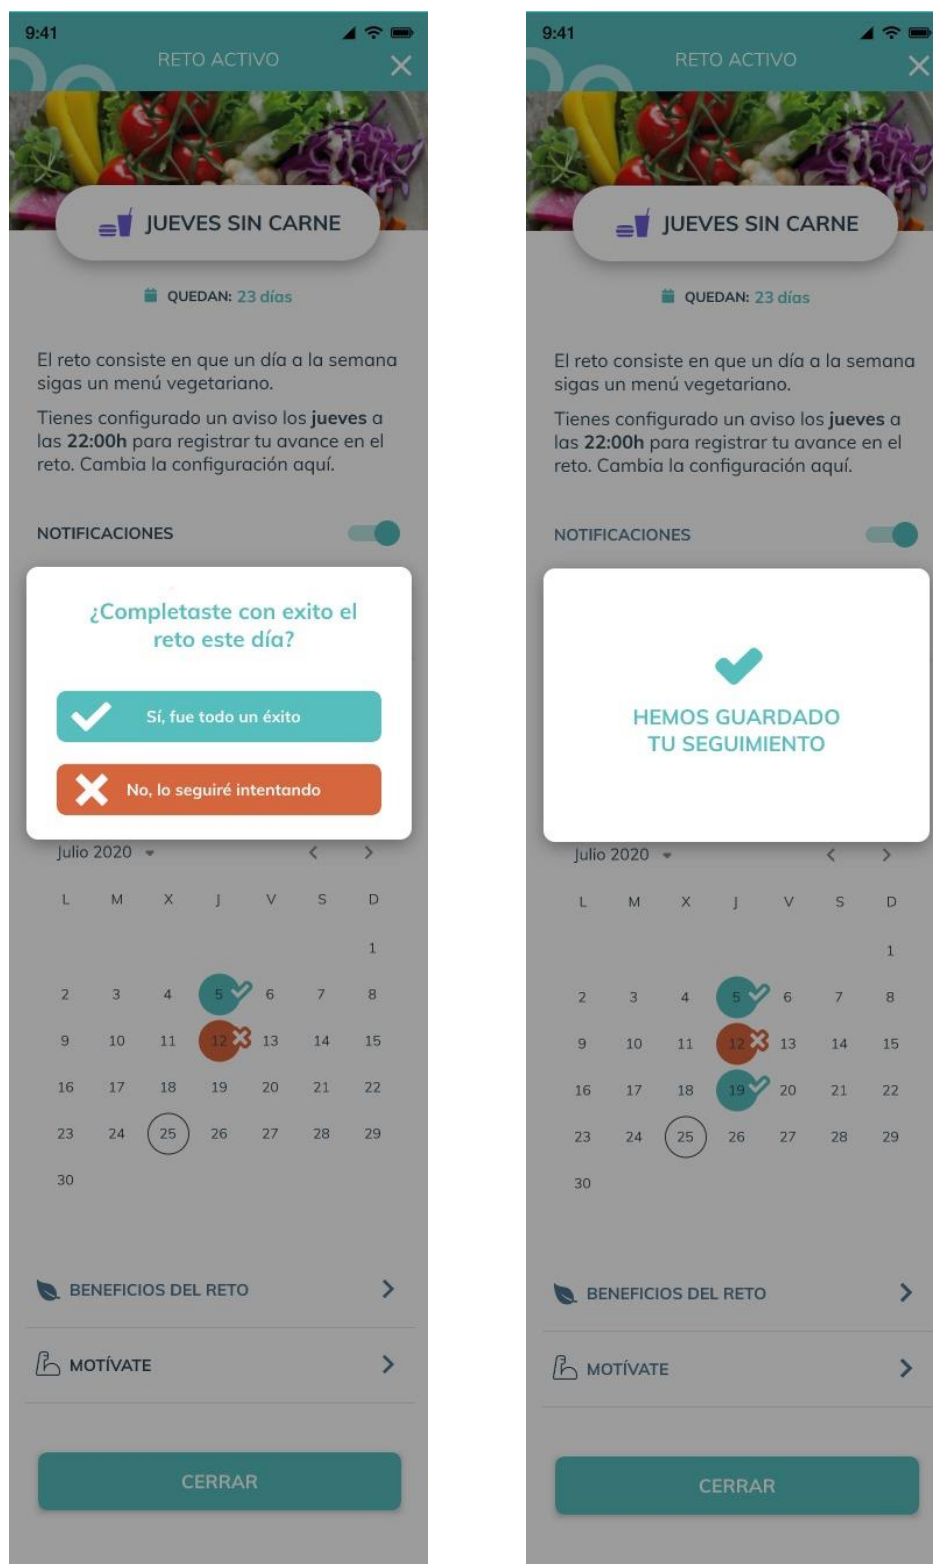 9:41
RETO ACTIVO
JUEVES SIN CARNE
QUEDAN: 23 días
El reto consiste en que un día a la semana
sigas un menú vegetariano.
Tienes configurado un aviso los jueves a
las 22:00h para registrar tu avance en el
reto. Cambia la configuración aquí.
NOTIFICACIONES
¿Completaste con exito el
reto este día?
Sí, fue todo un éxito
No, lo seguiré intentando
Julio 2020
L M X J V S D
1
2 3 4 5 6 7 8
9 10 11 12 13 14 15
16 17 18 19 20 21 22
23 24 25 26 27 28 29
30
BENEFICIOS DEL RETO
MOTÍVATE
CERRAR
9:41
RETO ACTIVO
JUEVES SIN CARNE
QUEDAN: 23 días
El reto consiste en que un día a la semana
sigas un menú vegetariano.
Tienes configurado un aviso los jueves a
las 22:00h para registrar tu avance en el
reto. Cambia la configuración aquí.
NOTIFICACIONES
HEMOS GUARDADO
TU SEGUIMIENTO
Julio 2020
L M X J V S D
1
2 3 4 5 6 7 8
9 10 11 12 13 14 15
16 17 18 19 20 21 22
23 24 25 26 27 28 29
30
BENEFICIOS DEL RETO
MOTÍVATE
CERRAR